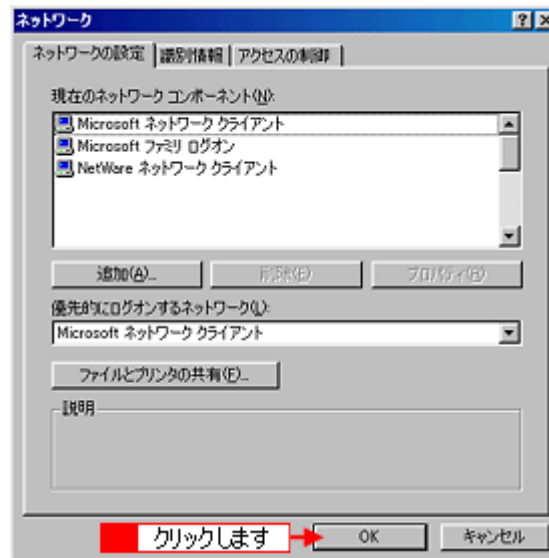 ネットワーク
ネットワークの設定 識別情報 アクセスの制御
現在のネットワーク コンポーネント(N):
Microsoft ネットワーク クライアント
Microsoft ファミリ ログオン
NetWare ネットワーク クライアント
追加(A)... 削除(E) プロパティ(R)
優先的にログオンするネットワーク(L):
Microsoft ネットワーク クライアント
ファイルとプリンタの共有(F)...
説明
クリックします OK キャンセル